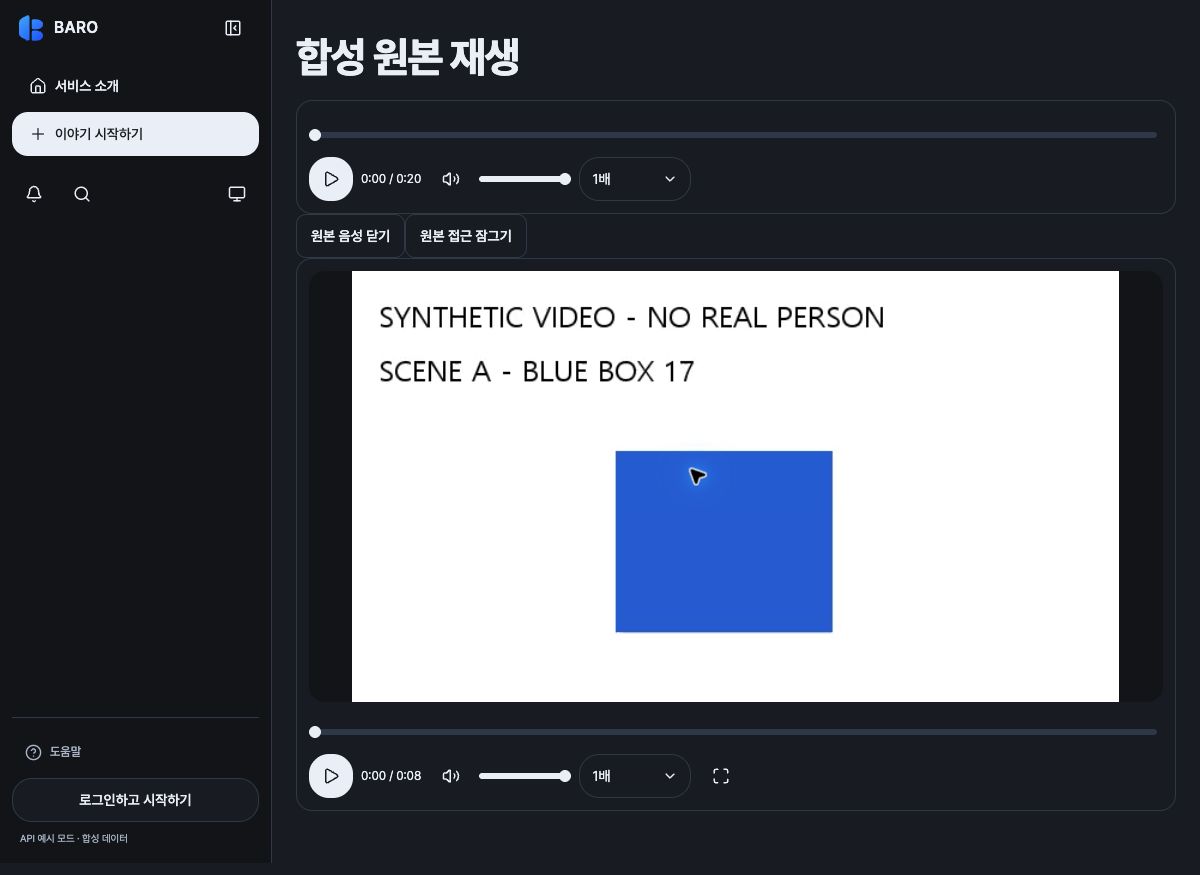 BARO
서비스 소개
이야기 시작하기
도움말
로그인하고 시작하기
API 예시 모드 · 합성 데이터
합성 원본 재생
0:00 / 0:20
1배
원본 음성 닫기
원본 접근 잠그기
SYNTHETIC VIDEO - NO REAL PERSON
SCENE A - BLUE BOX 17
0:00 / 0:08
1배